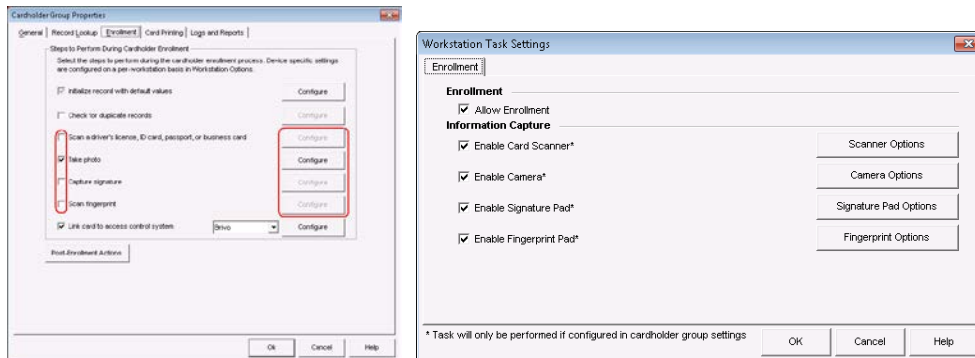 Cardholder Group Properties
General Record Lookup Enrollment Card Printing Logs and Reports
Steps to Perform During Cardholder Enrollment
Select the steps to perform during the cardholder enrollment process. Device specific settings
are configured on a per-workstation basis in Workstation Options.
Initialize record with default values Configure
Check for duplicate records Configure
Scan a driver's licence, ID card, passport, or business card Configure
Take photo Configure
Capture signature Configure
Scan fingerprint Configure
Link card to access control system Brivo Configure
Post-Enrollment Actions
Ok Cancel Help
Workstation Task Settings
Enrollment
Enrollment
Allow Enrollment
Information Capture
Enable Card Scanner* Scanner Options
Enable Camera* Camera Options
Enable Signature Pad* Signature Pad Options
Enable Fingerprint Pad* Fingerprint Options
* Task will only be performed if configured in cardholder group settings
OK Cancel Help